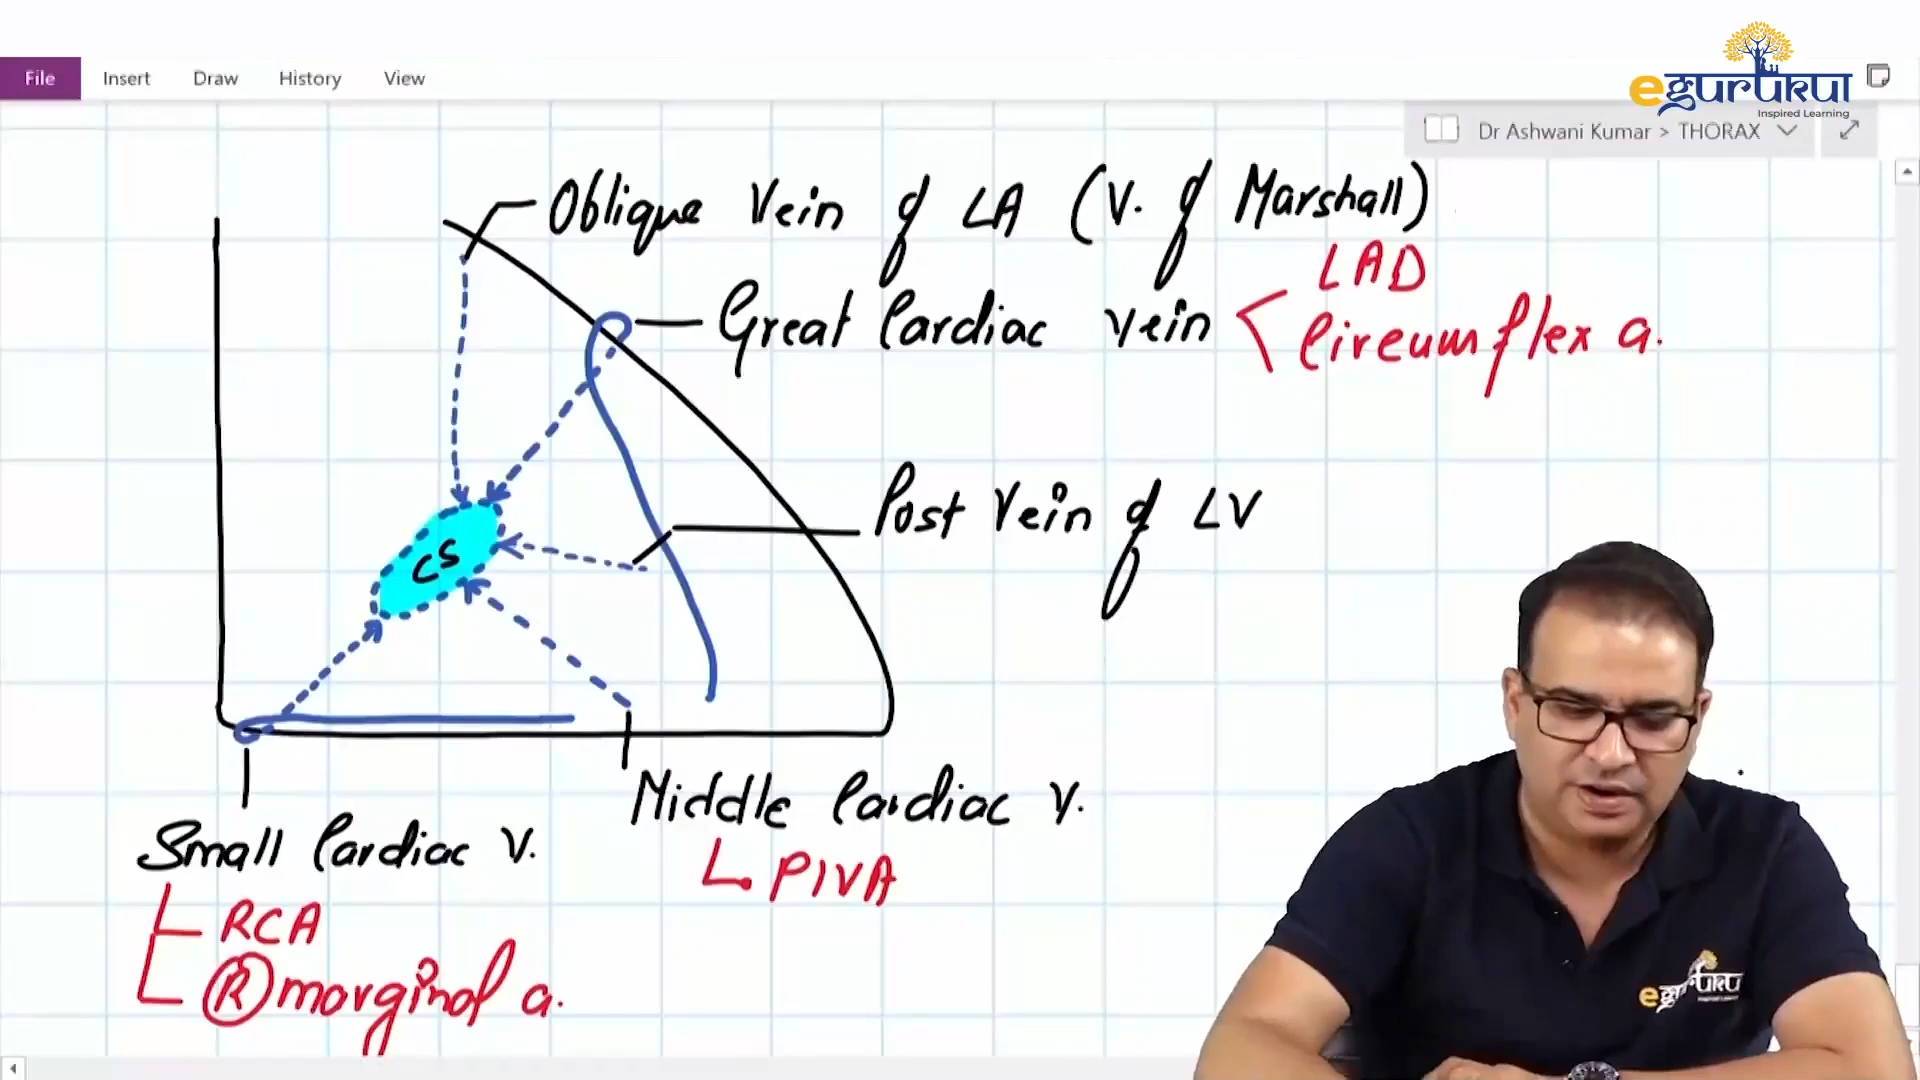 egurukul
Inspired Learning
File Insert Draw History View
Dr Ashwani Kumar > THORAX
Oblique Vein of LA (V. of Marshall)
LAD
Great Cardiac vein
Circumflex a.
Post Vein of LV
CS
Middle Cardiac V.
PIVA
Small Cardiac V.
RCA
R marginal a.
egurukul